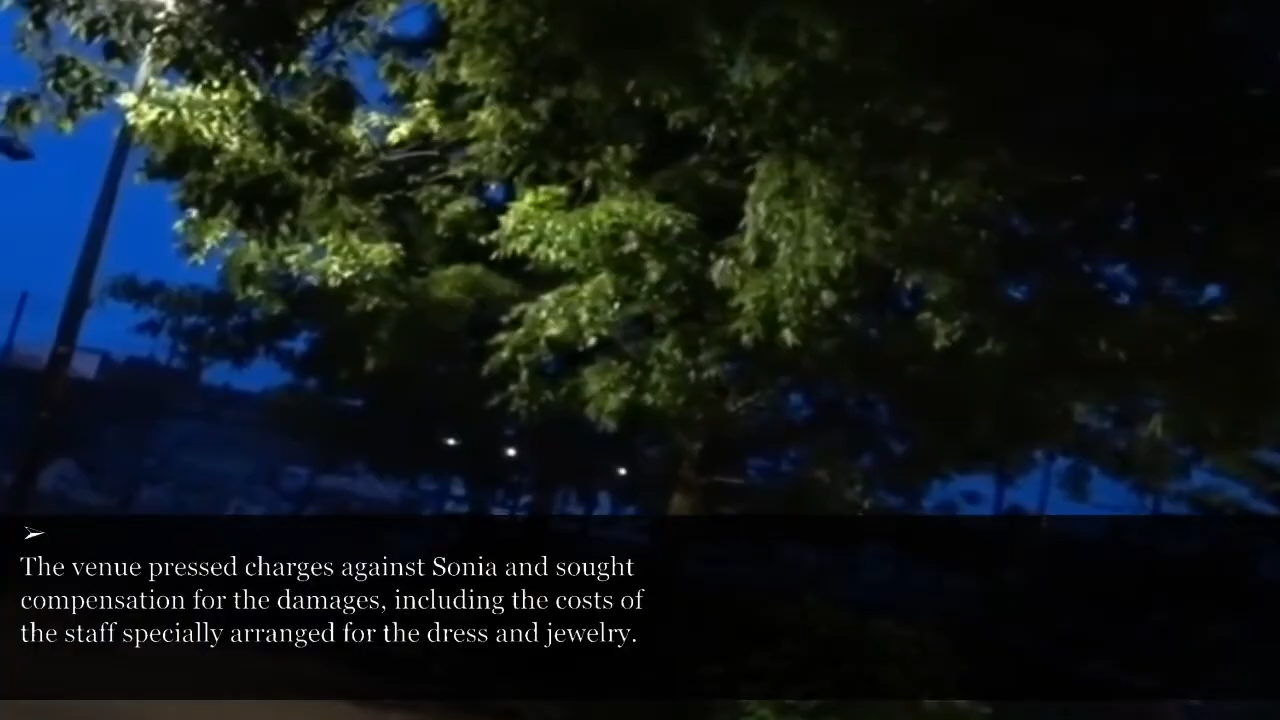 The venue pressed charges against Sonia and sought
compensation for the damages, including the costs of
the staff specially arranged for the dress and jewelry.